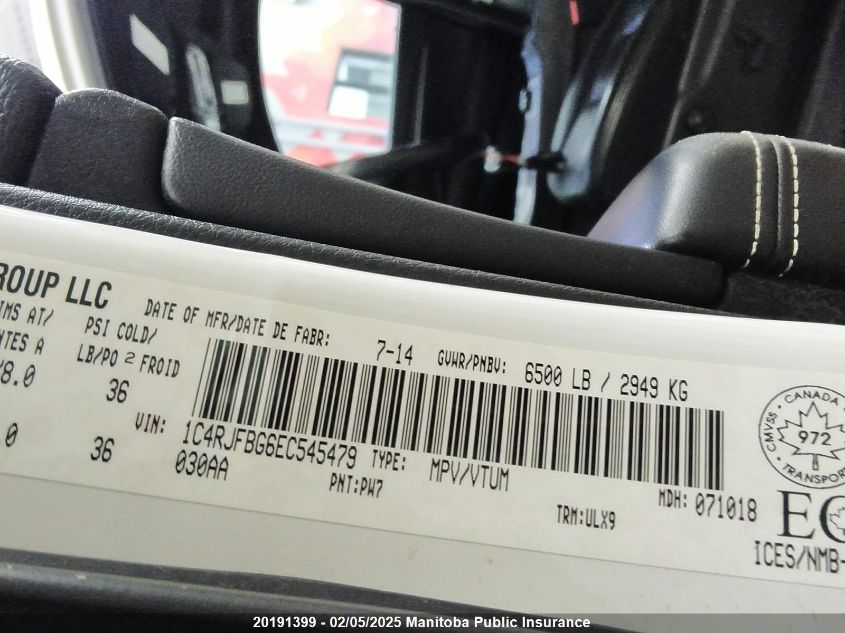 ROUP LLC
DATE OF MFR/DATE DE FABR: 7-14 GVWR/PNBV: 6500 LB / 2949 KG
IMS AT/ PSI COLD/
NTES A LB/PO 2 FROID
8.0 36
0 36
VIN: 1C4RJFBG6EC545479 TYPE: MPV/VTUM
030AA PNT:PW7 TRM:ULX9 MDH: 071018
CANADA
CMVSS 972
TRANSPOR
EC
ICES/NMB-
20191399 - 02/05/2025 Manitoba Public Insurance